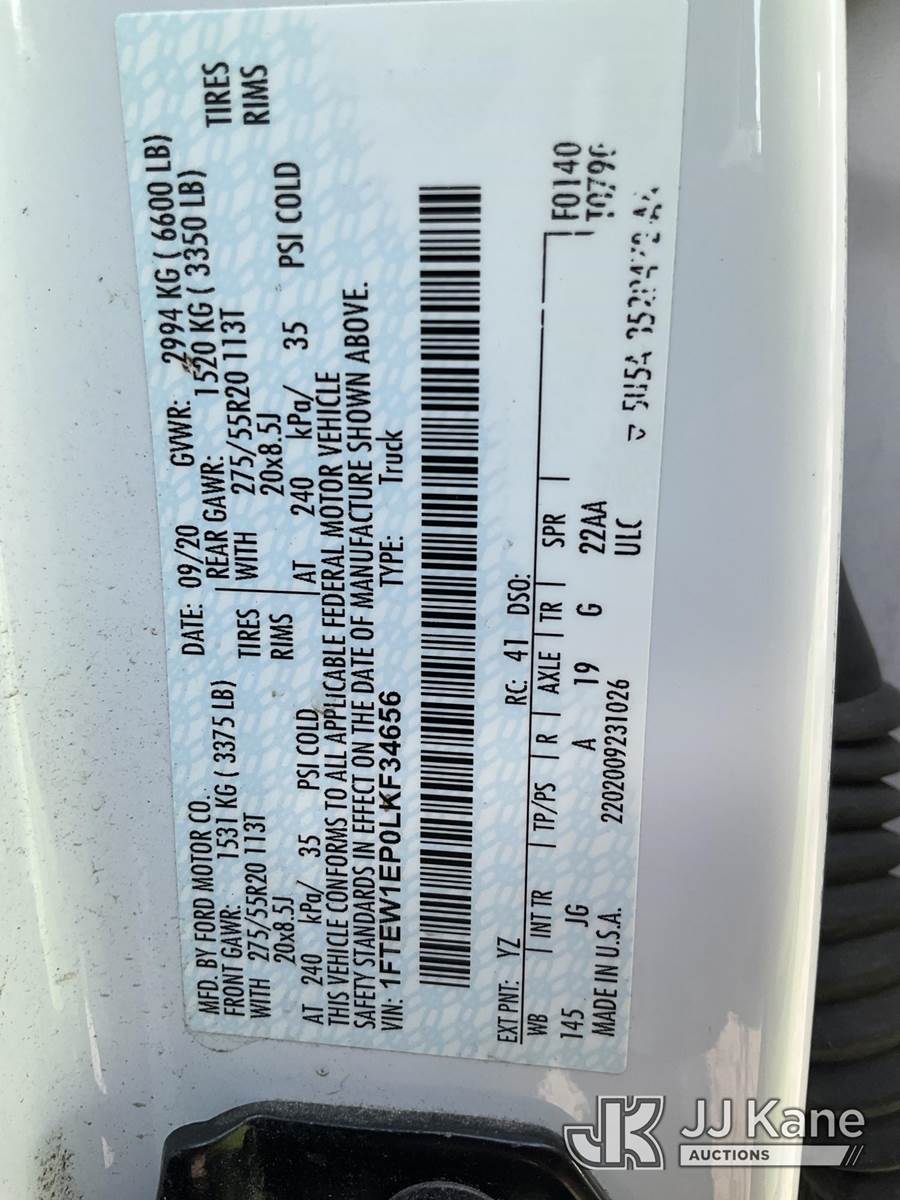 MFD. BY FORD MOTOR CO. DATE: 09/20 GVWR: 2994 KG ( 6600 LB)
FRONT GAWR: 1531 KG ( 3375 LB) REAR GAWR: 1520 KG ( 3350 LB)
WITH 275/55R20 113T TIRES WITH 275/55R20 113T TIRES
20x8.5J RIMS 20x8.5J RIMS
AT 240 kPa/ 35 PSI COLD AT 240 kPa/ 35 PSI COLD
THIS VEHICLE CONFORMS TO ALL APPLICABLE FEDERAL MOTOR VEHICLE
SAFETY STANDARDS IN EFFECT ON THE DATE OF MANUFACTURE SHOWN ABOVE.
VIN: 1FTEW1EP0LKF34656 TYPE: Truck
EXT PNT: YZ RC: 41 DSO:
WB INT TR TP/PS R AXLE TR SPR F0140
145 JG A 19 G 22AA
MADE IN U.S.A. 2202009231026 ULC
JK JJ Kane
AUCTIONS